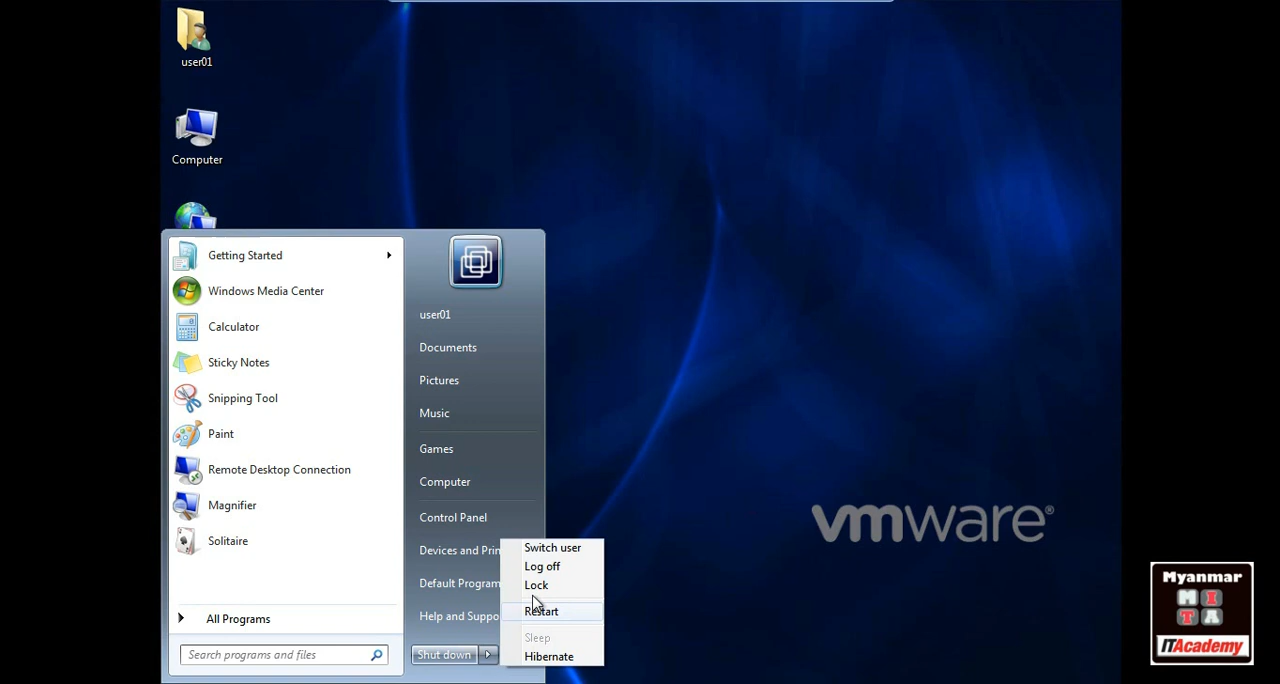 user01
Computer
Getting Started
Windows Media Center
Calculator
Sticky Notes
Snipping Tool
Paint
Remote Desktop Connection
Magnifier
Solitaire
All Programs
Search programs and files
user01
Documents
Pictures
Music
Games
Computer
Control Panel
Devices and Prin
Default Program
Help and Suppo
Shut down
Switch user
Log off
Lock
Restart
Sleep
Hibernate
vmware®
Myanmar
M I
T A
ITAcademy